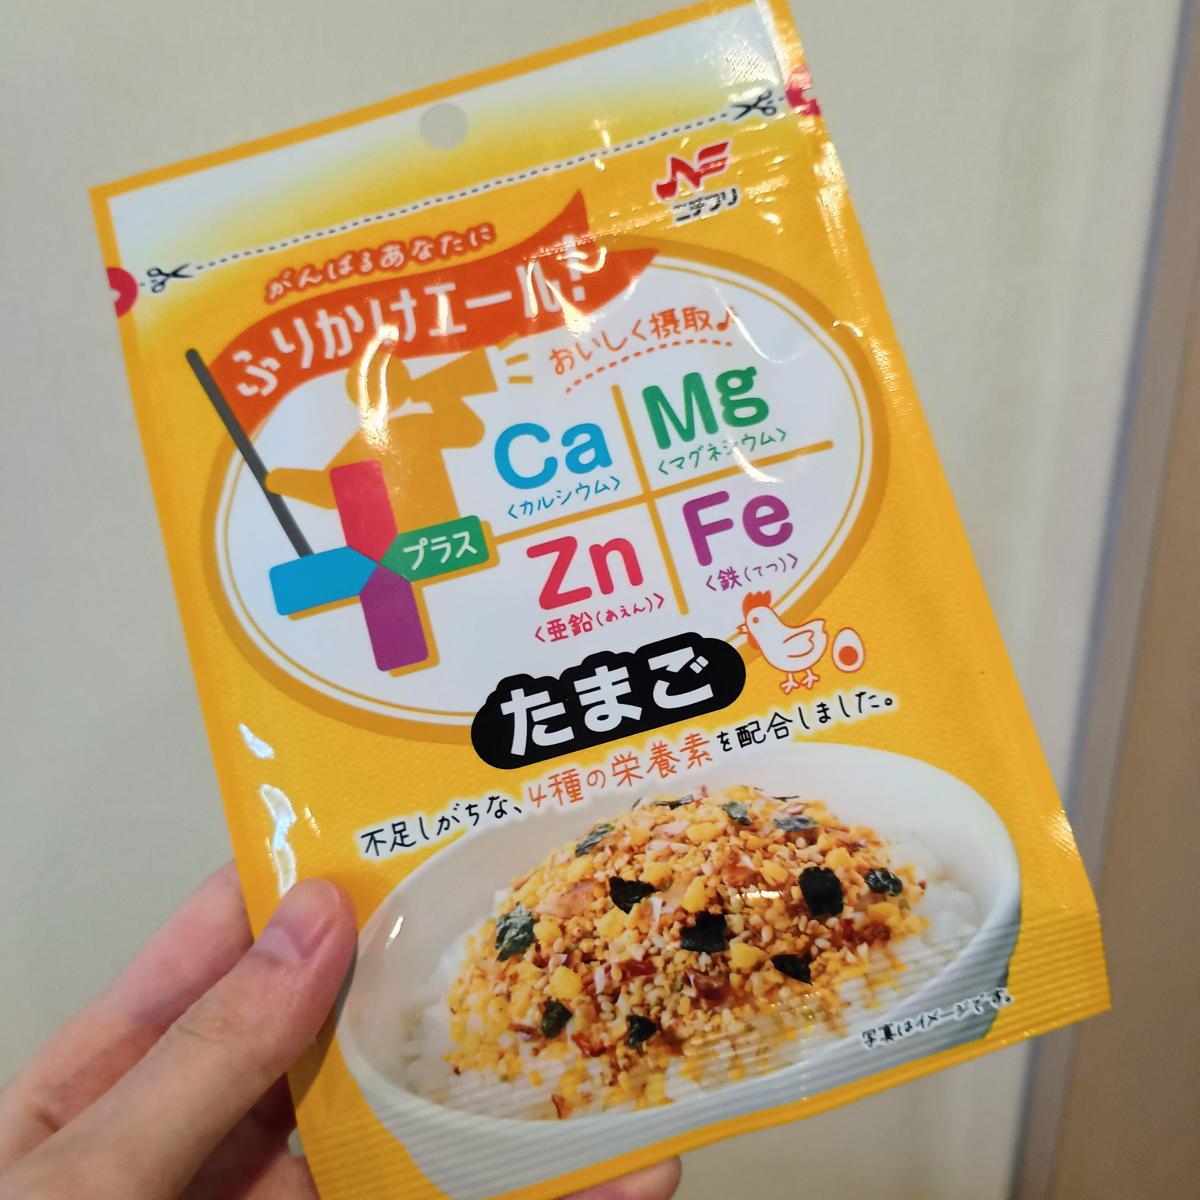 ニチフリ
がんばるあなたに
ふりかけエール!
おいしく摂取♪
Ca
<カルシウム>
Mg
<マグネシウム>
プラス
Zn
<亜鉛(あえん)>
Fe
<鉄(てつ)>
たまご
不足しがちな、4種の栄養素を配合しました。
写真はイメージです。